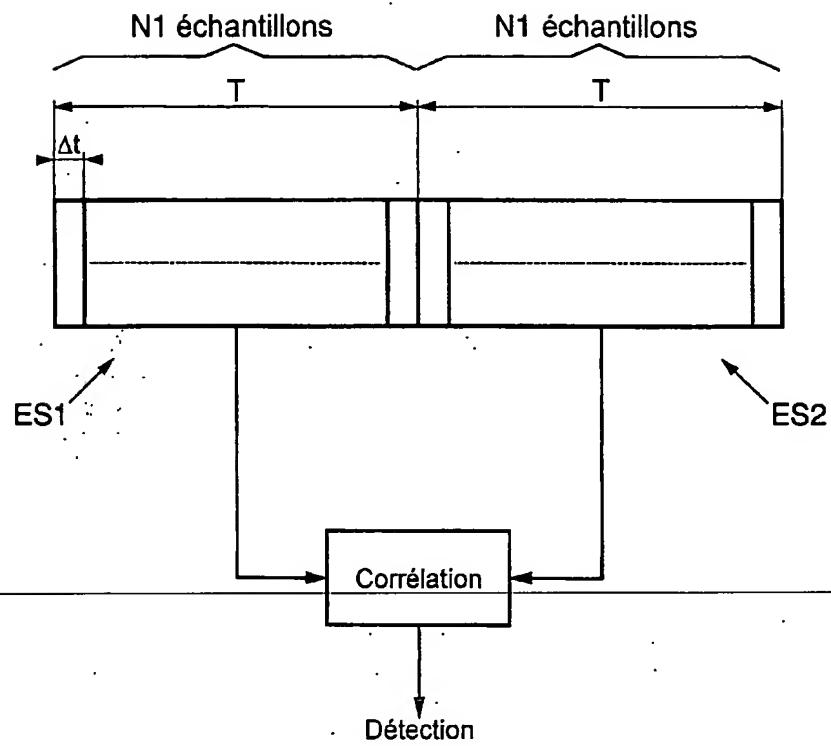 N1 échantillons
N1 échantillons
T
T
Δt
ES1
ES2
Corrélation
Détection